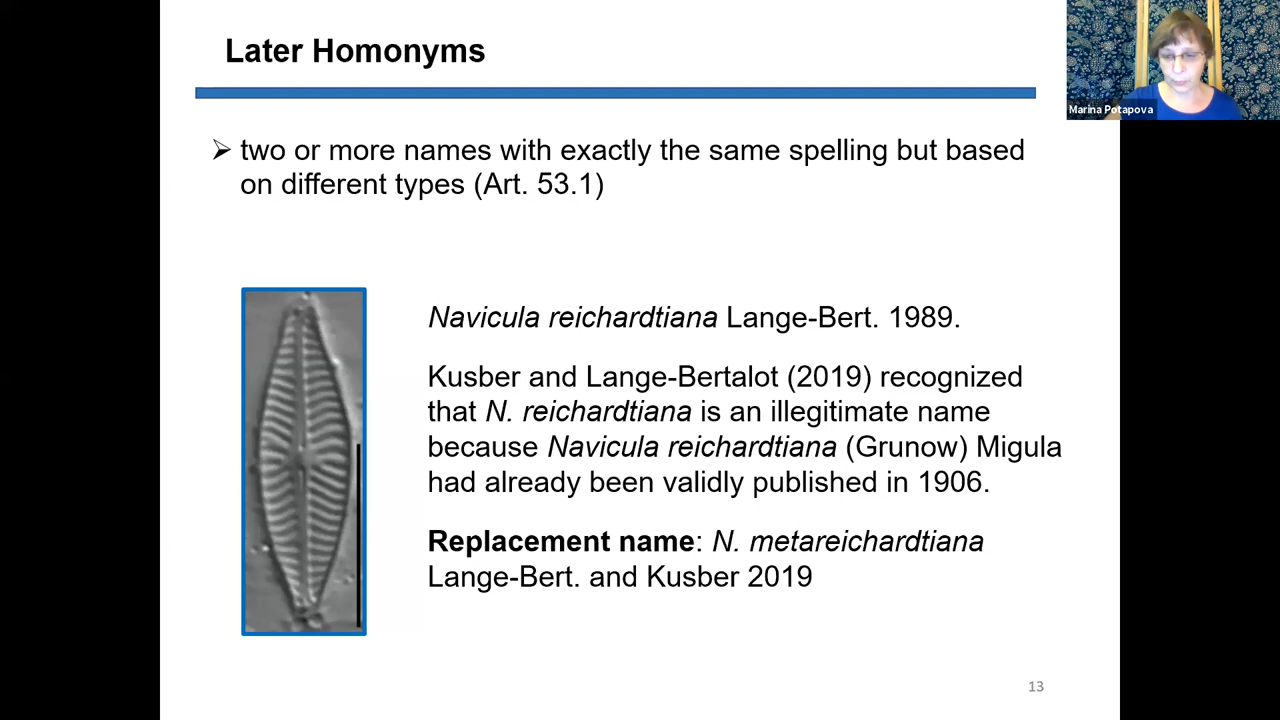 Later Homonyms
Marina Potapova
➢ two or more names with exactly the same spelling but based
on different types (Art. 53.1)
Navicula reichardtiana Lange-Bert. 1989.
Kusber and Lange-Bertalot (2019) recognized
that N. reichardtiana is an illegitimate name
because Navicula reichardtiana (Grunow) Migula
had already been validly published in 1906.
Replacement name: N. metareichardtiana
Lange-Bert. and Kusber 2019
13